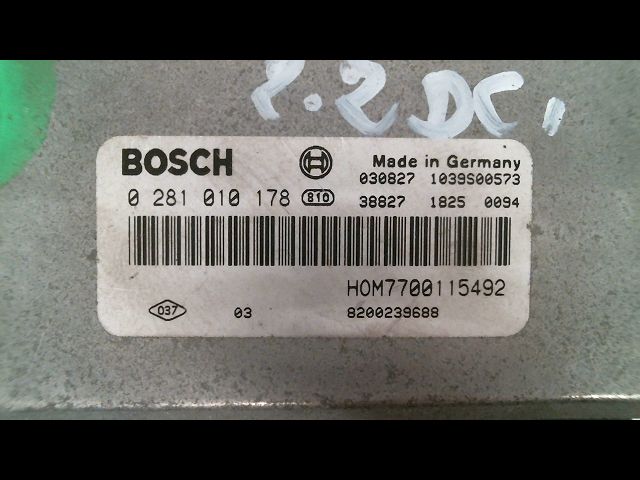 2.2 DC,
BOSCH
Made in Germany
030827 1039S00573
0 281 010 178 810
38827 1825 0094
HOM7700115492
037 03 8200239688